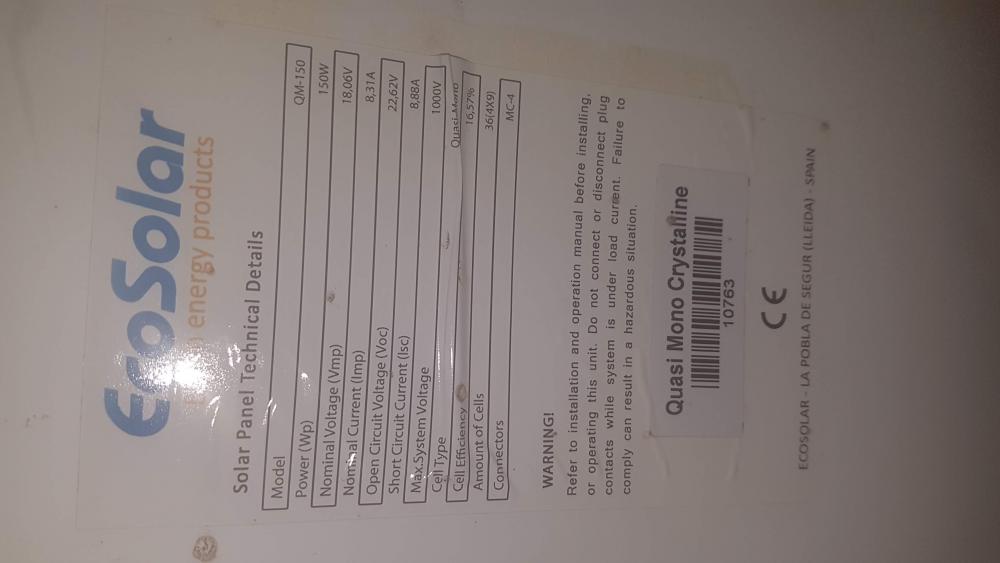 EcoSolar
energy products
Solar Panel Technical Details
Model QM-150
Power (Wp) 150W
Nominal Voltage (Vmp) 18,06V
Nominal Current (Imp) 8,31A
Open Circuit Voltage (Voc) 22,62V
Short Circuit Current (Isc) 8,88A
Max.System Voltage 1000V
Cell Type Quasi-Mono
Cell Efficiency 16,57%
Amount of Cells 36(4X9)
Connectors MC-4
WARNING!
Refer to installation and operation manual before installing,
or operating this unit. Do not connect or disconnect plug
contacts while system is under load current. Failure to
comply can result in a hazardous situation.
Quasi Mono Crystalline
10763
CE
ECOSOLAR - LA POBLA DE SEGUR (LLEIDA) - SPAIN